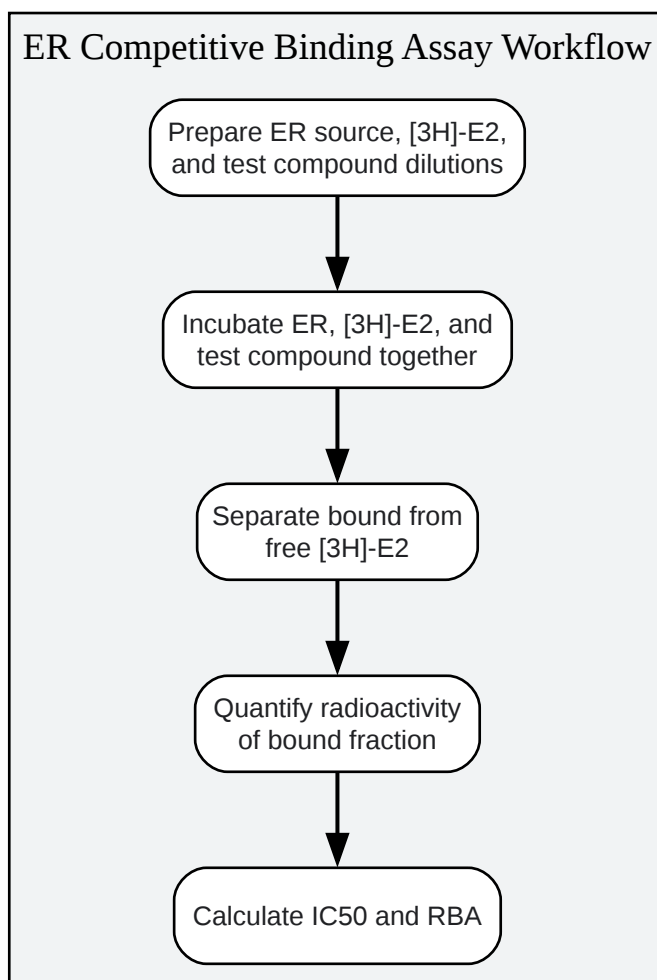 ER Competitive Binding Assay Workflow
Prepare ER source, [3H]-E2,
and test compound dilutions
Incubate ER, [3H]-E2, and
test compound together
Separate bound from
free [3H]-E2
Quantify radioactivity
of bound fraction
Calculate IC50 and RBA